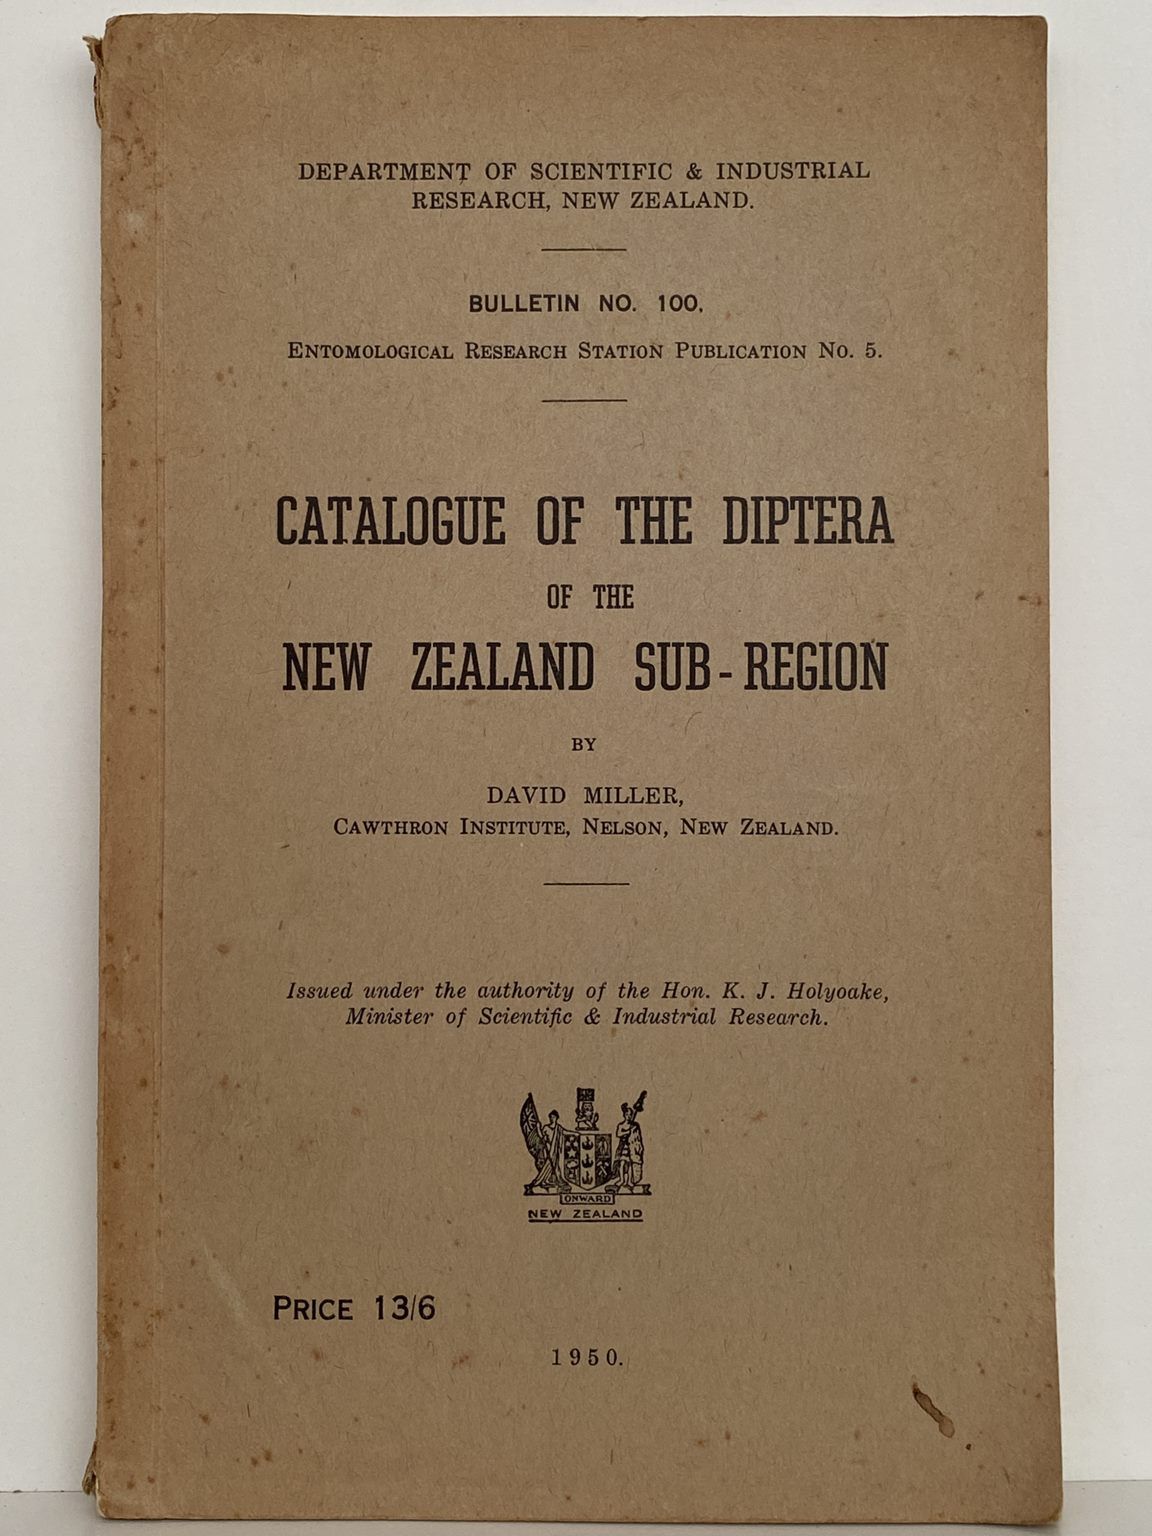 DEPARTMENT OF SCIENTIFIC & INDUSTRIAL
RESEARCH, NEW ZEALAND.
BULLETIN NO. 100.
ENTOMOLOGICAL RESEARCH STATION PUBLICATION NO. 5.
CATALOGUE OF THE DIPTERA
OF THE
NEW ZEALAND SUB-REGION
BY
DAVID MILLER,
CAWTHRON INSTITUTE, NELSON, NEW ZEALAND.
Issued under the authority of the Hon. K. J. Holyoake,
Minister of Scientific & Industrial Research.
ONWARD
NEW ZEALAND
PRICE 13/6
1950.